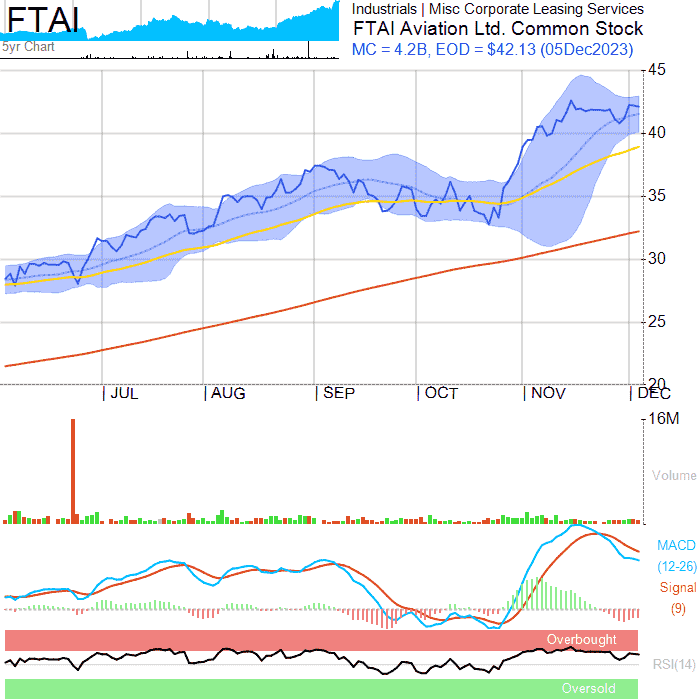 FTAI
5yr Chart
Industrials | Misc Corporate Leasing Services
FTAI Aviation Ltd. Common Stock
MC = 4.2B, EOD = $42.13 (05Dec2023)
45
40
35
30
25
20
| JUL | AUG | SEP | OCT | NOV | DEC
16M
Volume
MACD
(12-26)
Signal
(9)
Overbought
RSI(14)
Oversold